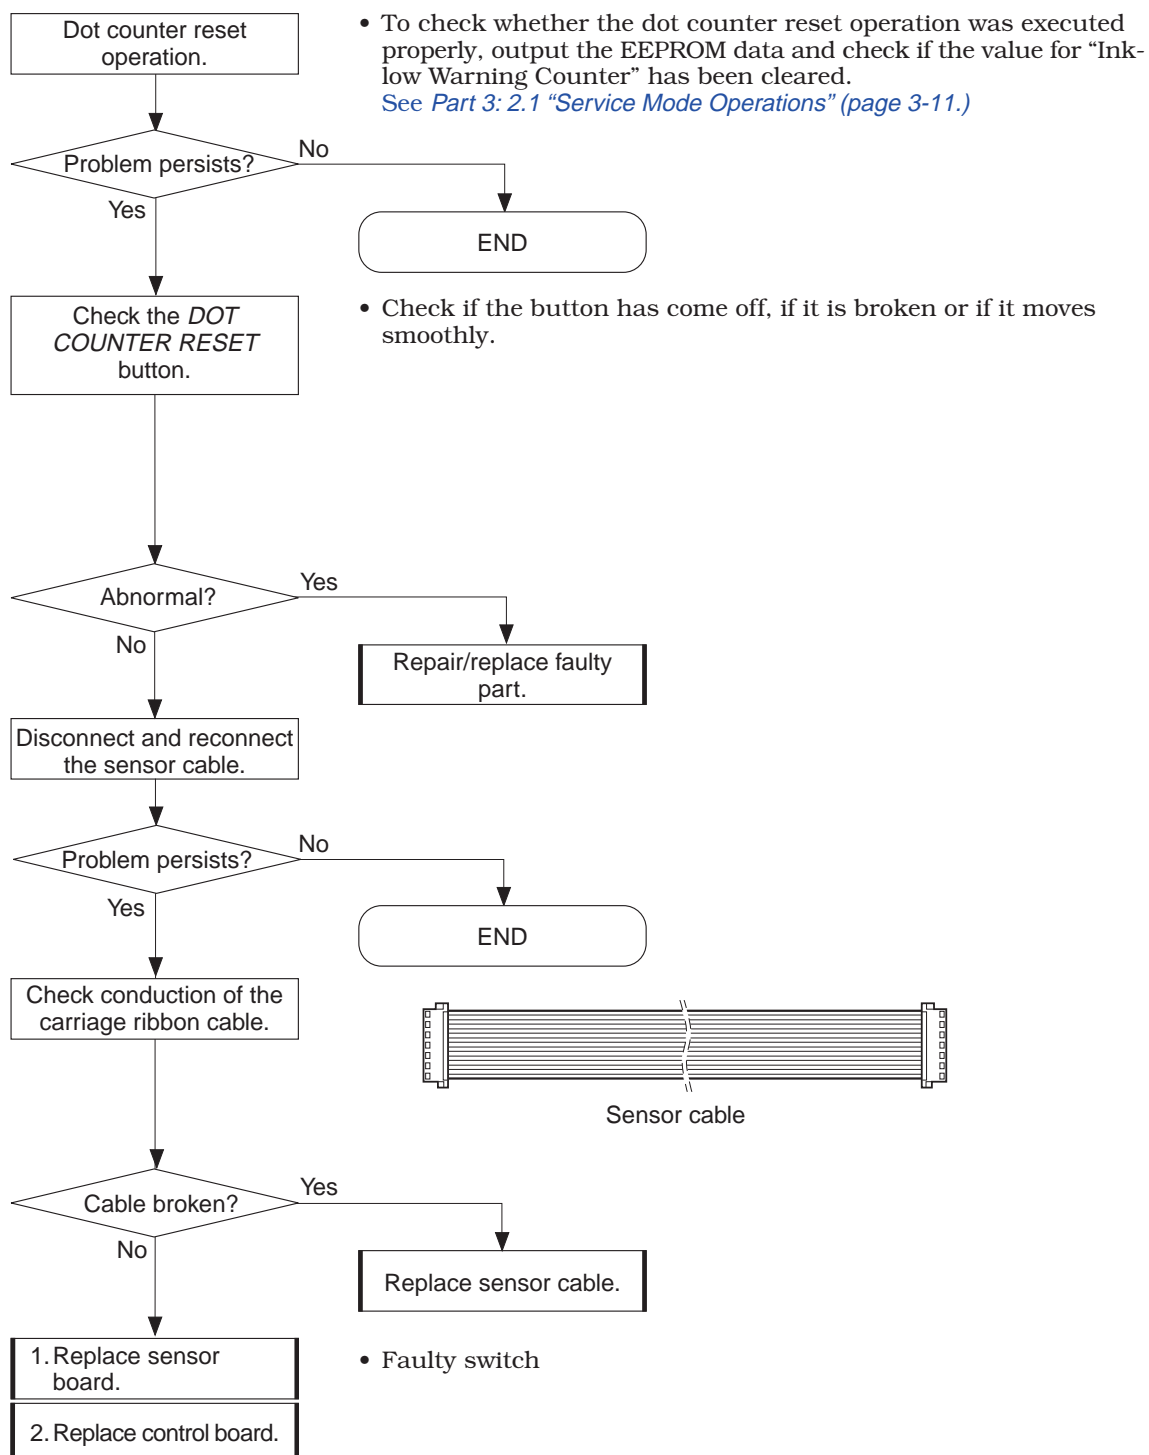 Dot counter reset
operation.
• To check whether the dot counter reset operation was executed
properly, output the EEPROM data and check if the value for “Ink-
low Warning Counter” has been cleared.
See Part 3: 2.1 “Service Mode Operations” (page 3-11.)
Problem persists?
No
Yes
END
Check the DOT
COUNTER RESET
button.
• Check if the button has come off, if it is broken or if it moves
smoothly.
Abnormal?
Yes
No
Repair/replace faulty
part.
Disconnect and reconnect
the sensor cable.
Problem persists?
No
Yes
END
Check conduction of the
carriage ribbon cable.
Sensor cable
Cable broken?
Yes
No
Replace sensor cable.
1. Replace sensor
board.
• Faulty switch
2. Replace control board.